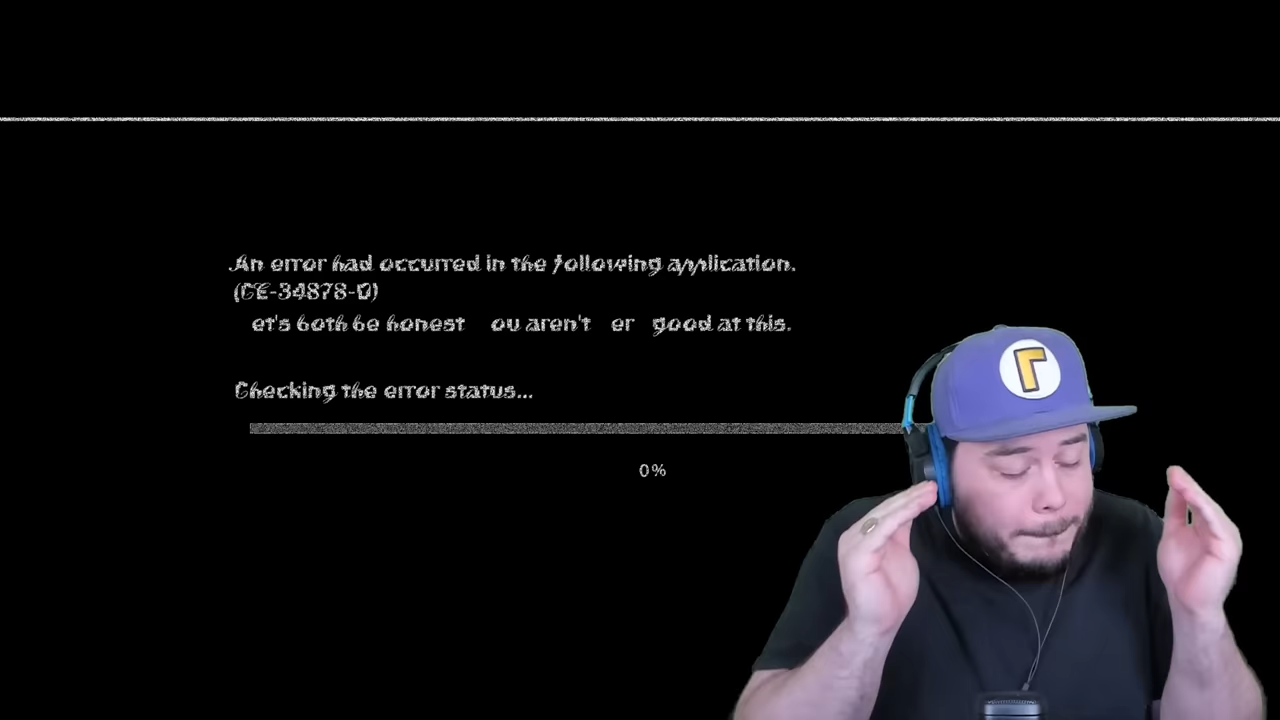 An error had occurred in the following application.
(CE-34878-D)
et's both be honest ou aren't er good at this.
Checking the error status...
0%